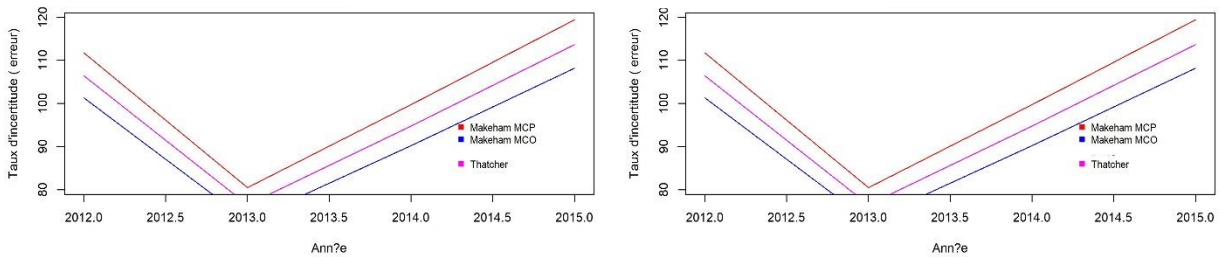 Taux d'incertitude ( erreur)
120
110
100
90
80
Makeham MCP
Makeham MCO
Thatcher
2012.0 2012.5 2013.0 2013.5 2014.0 2014.5 2015.0
Ann?e
Taux d'incertitude ( erreur)
120
110
100
90
80
Makeham MCP
Makeham MCO
Thatcher
2012.0 2012.5 2013.0 2013.5 2014.0 2014.5 2015.0
Ann?e